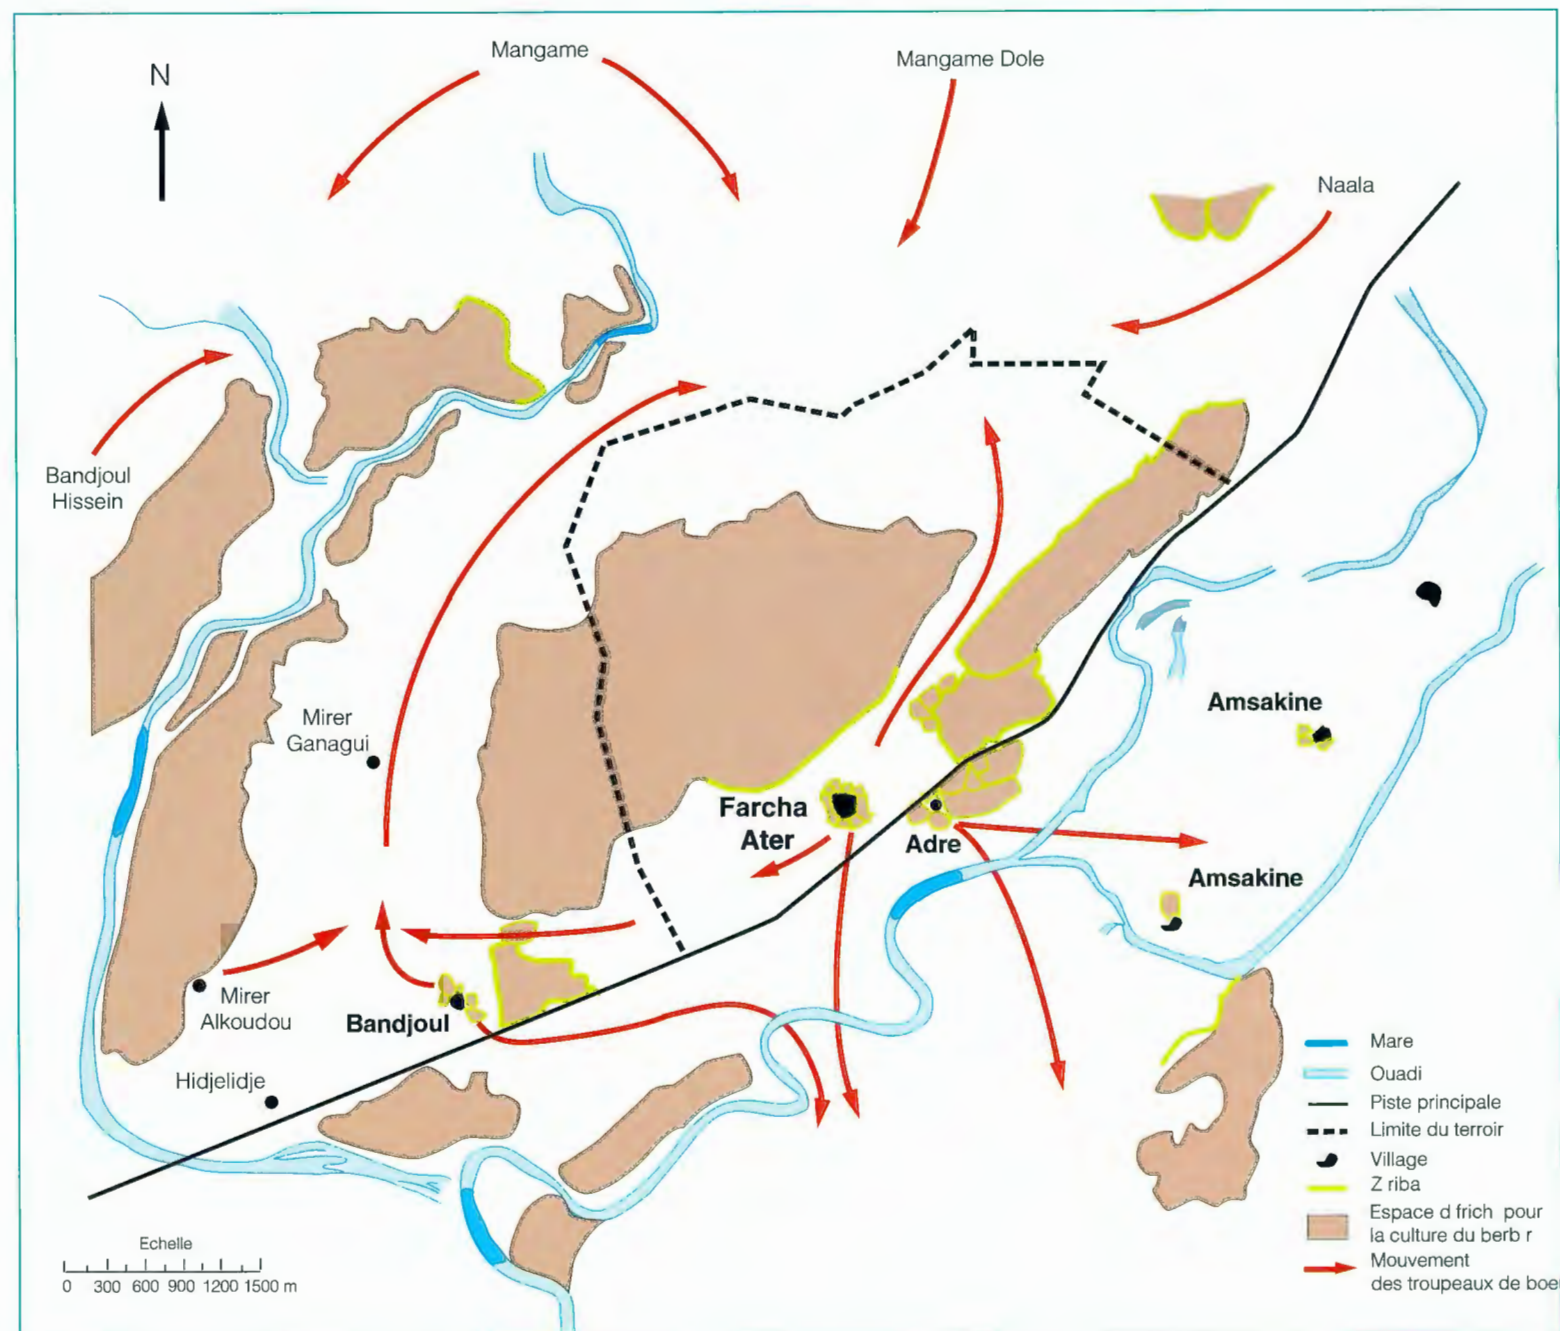 Mangame
Mangame Dole
N
Naala
Bandjoul
Hissein
Mirer
Ganagui
Amsakine
Farcha
Ater
Adre
Amsakine
Mirer
Alkoudou
Bandjoul
Hidjelidje
Mare
Ouadi
Piste principale
Limite du terroir
Village
Z riba
Espace d frich pour
la culture du berb r
Mouvement
des troupeaux de boe
Echelle
0 300 600 900 1200 1500 m